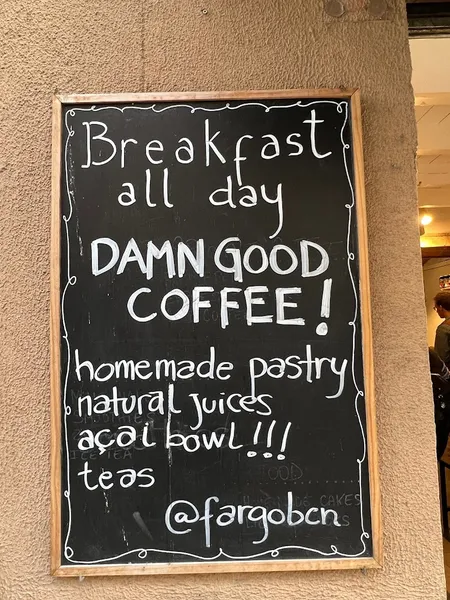 Breakfast
all day
DAMN GOOD
COFFEE!
homemade pastry
natural juices
açaí bowl!!!
teas
@fargobcn